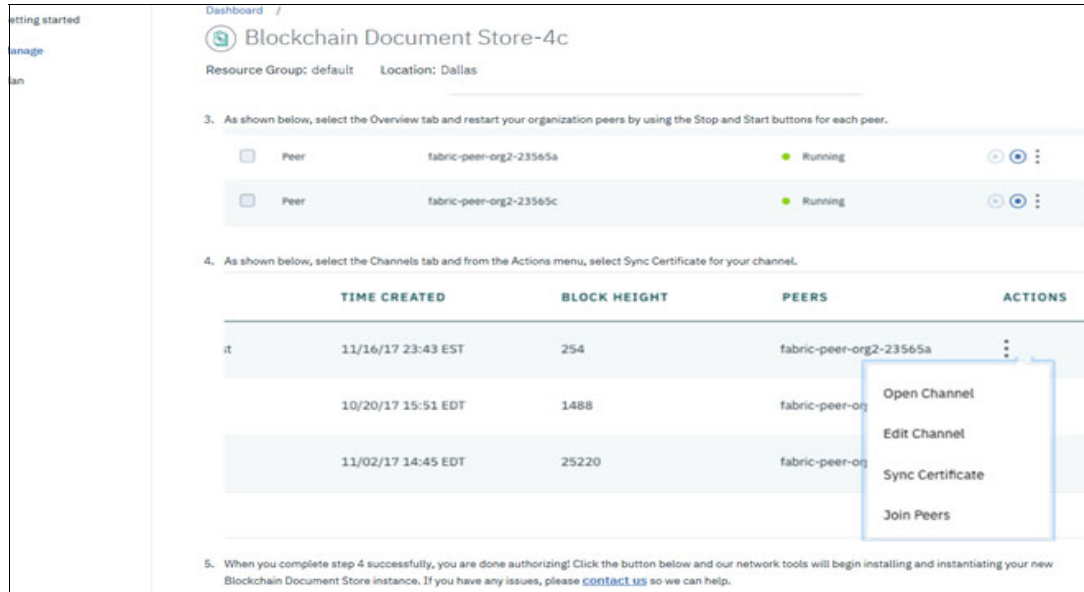 Dashboard /
etting started
Blockchain Document Store-4c
anage
Resource Group: default Location: Dallas
lan
3. As shown below, select the Overview tab and restart your organization peers by using the Stop and Start buttons for each peer.
Peer fabric-peer-org2-23565a Running
Peer fabric-peer-org2-23565c Running
4. As shown below, select the Channels tab and from the Actions menu, select Sync Certificate for your channel.
TIME CREATED BLOCK HEIGHT PEERS ACTIONS
st 11/16/17 23:43 EST 254 fabric-peer-org2-23565a
Open Channel
10/20/17 15:51 EDT 1488 fabric-peer-org
Edit Channel
11/02/17 14:45 EDT 25220 fabric-peer-org
Sync Certificate
Join Peers
5. When you complete step 4 successfully, you are done authorizing! Click the button below and our network tools will begin installing and instantiating your new
Blockchain Document Store instance. If you have any issues, please contact us so we can help.